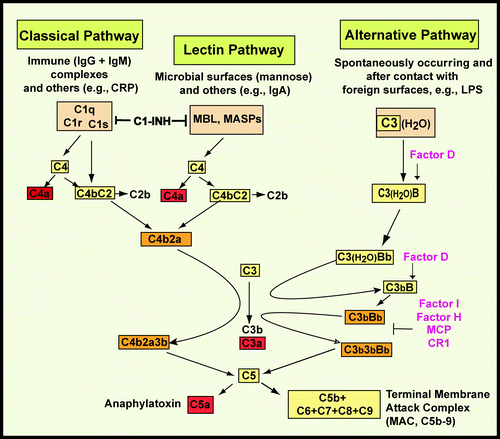 Classical Pathway
Lectin Pathway
Alternative Pathway
Immune (IgG + IgM)
complexes
and others (e.g., CRP)
Microbial surfaces (mannose)
and others (e.g., IgA)
Spontaneously occurring and
after contact with
foreign surfaces, e.g., LPS
C1q
C1r C1s
C1-INH
MBL, MASPs
C3 (H2O)
Factor D
C4
C4a
C4bC2
C2b
C4
C4a
C4bC2
C2b
C3(H2O)B
C4b2a
C3(H2O)Bb
Factor D
C3
C3bB
C3bBb
Factor I
Factor H
MCP
CR1
C3b
C3a
C4b2a3b
C3b3bBb
C5
Anaphylatoxin
C5a
C5b+
C6+C7+C8+C9
Terminal Membrane
Attack Complex
(MAC, C5b-9)